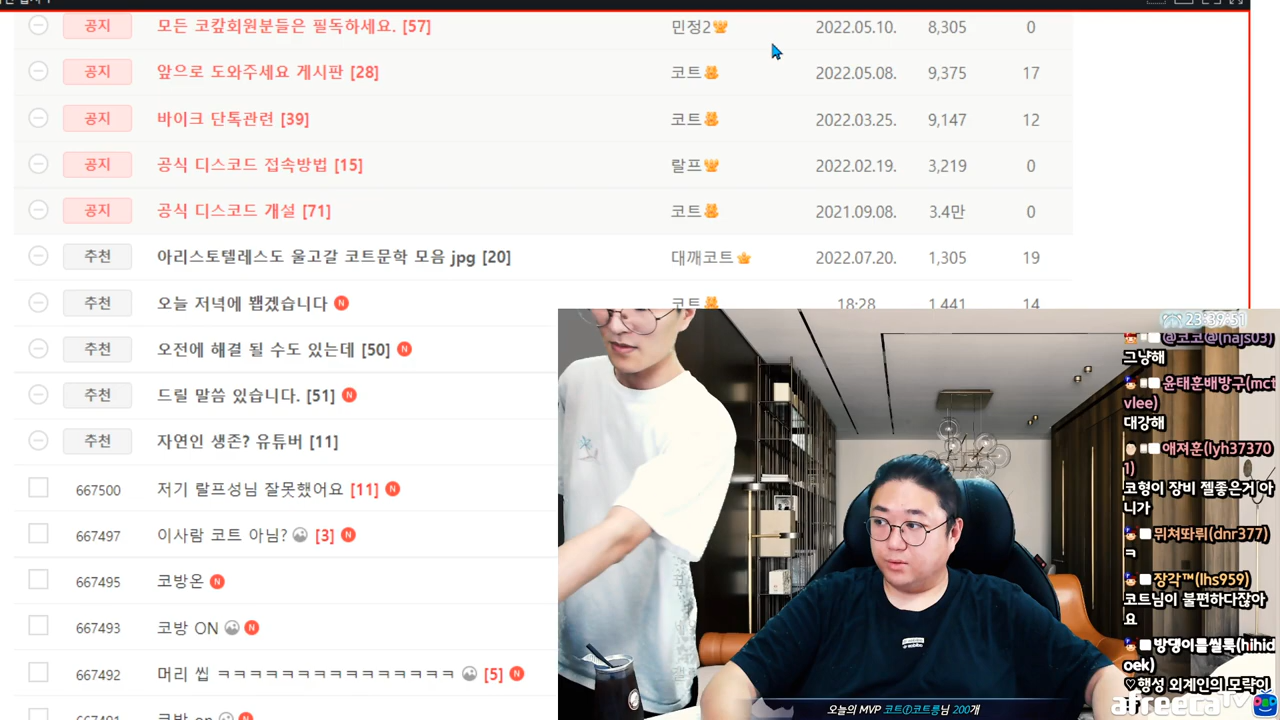 공지 모든 코캎회원분들은 필독하세요. [57] 민정2 2022.05.10. 8,305 0
공지 앞으로 도와주세요 게시판 [28] 코트 2022.05.08. 9,375 17
공지 바이크 단톡관련 [39] 코트 2022.03.25. 9,147 12
공지 공식 디스코드 접속방법 [15] 랄프 2022.02.19. 3,219 0
공지 공식 디스코드 개설 [71] 코트 2021.09.08. 3.4만 0
추천 아리스토텔레스도 울고갈 코트문학 모음 jpg [20] 대깨코트 2022.07.20. 1,305 19
추천 오늘 저녁에 뵙겠습니다 N 코트 18:28 1,441 14
추천 오전에 해결 될 수도 있는데 [50] N
추천 드릴 말씀 있습니다. [51] N
추천 자연인 생존? 유튜버 [11]
667500 저기 랄프성님 잘못했어요 [11] N
667497 이사람 코트 아님? [3] N
667495 코방온 N
667493 코방 ON N
667492 머리 씹 ㅋㅋㅋㅋㅋㅋㅋㅋㅋㅋㅋㅋㅋㅋㅋ [5] N
667491 코방 on N
23:39:51
@코코@(najs03)
그냥해
윤태훈배방구(mct
vlee)
대강해
애져훈(lyh37370
1)
코형이 장비 젤좋은거 아
니가
뮈쳐똬뤼(dnr377)
ㅋ
장각™(lhs959)
코트님이 불편하다잖아
요
방댕이를씰룩(hihid
oek)
♡행성 외계인의 모략이
오늘의 MVP 코트①코트롱님 200개
afreecaTV